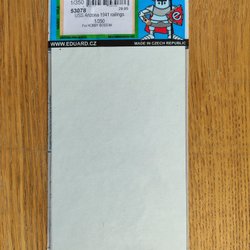 1/350
53078
USS Arizona 1941 railings
1/350
For HOBBY BOSS kit
WWW.EDUARD.CZ
MADE IN CZECH REPUBLIC